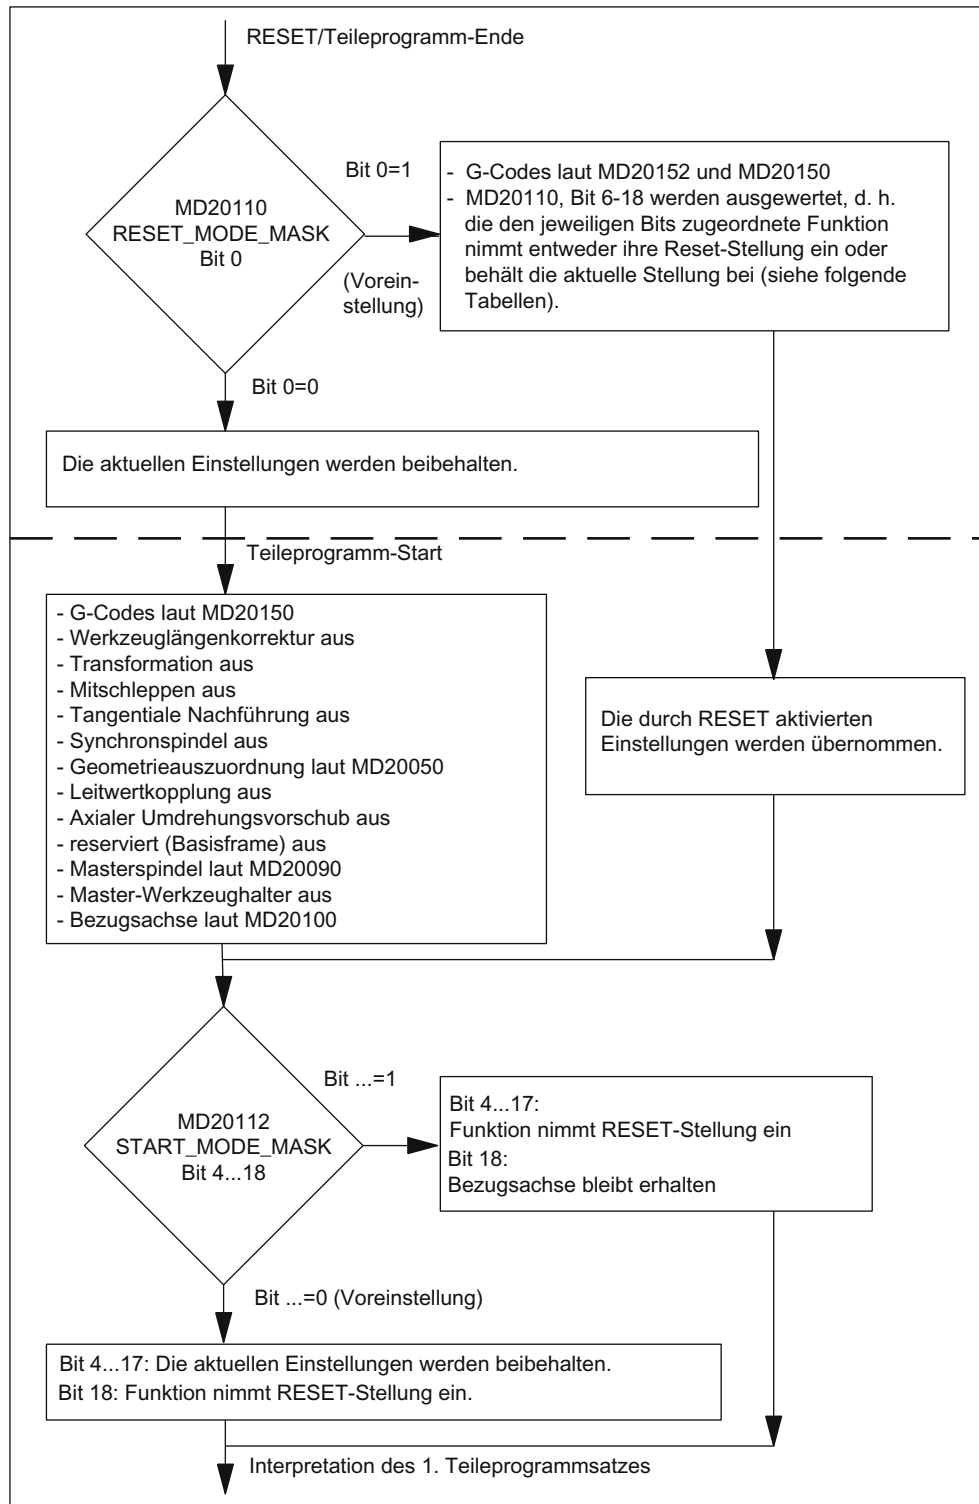 RESET/Teileprogramm-Ende
MD20110
RESET_MODE_MASK
Bit 0
Bit 0=1
(Vorein-
stellung)
- G-Codes laut MD20152 und MD20150
- MD20110, Bit 6-18 werden ausgewertet, d. h.
die den jeweiligen Bits zugeordnete Funktion
nimmt entweder ihre Reset-Stellung ein oder
behält die aktuelle Stellung bei (siehe folgende
Tabellen).
Bit 0=0
Die aktuellen Einstellungen werden beibehalten.
Teileprogramm-Start
- G-Codes laut MD20150
- Werkzeuglängenkorrektur aus
- Transformation aus
- Mitschleppen aus
- Tangentiale Nachführung aus
- Synchronspindel aus
- Geometrieauszuordnung laut MD20050
- Leitwertkopplung aus
- Axialer Umdrehungsvorschub aus
- reserviert (Basisframe) aus
- Masterspindel laut MD20090
- Master-Werkzeughalter aus
- Bezugsachse laut MD20100
Die durch RESET aktivierten
Einstellungen werden übernommen.
MD20112
START_MODE_MASK
Bit 4...18
Bit ...=1
Bit 4...17:
Funktion nimmt RESET-Stellung ein
Bit 18:
Bezugsachse bleibt erhalten
Bit ...=0 (Voreinstellung)
Bit 4...17: Die aktuellen Einstellungen werden beibehalten.
Bit 18: Funktion nimmt RESET-Stellung ein.
Interpretation des 1. Teileprogrammsatzes